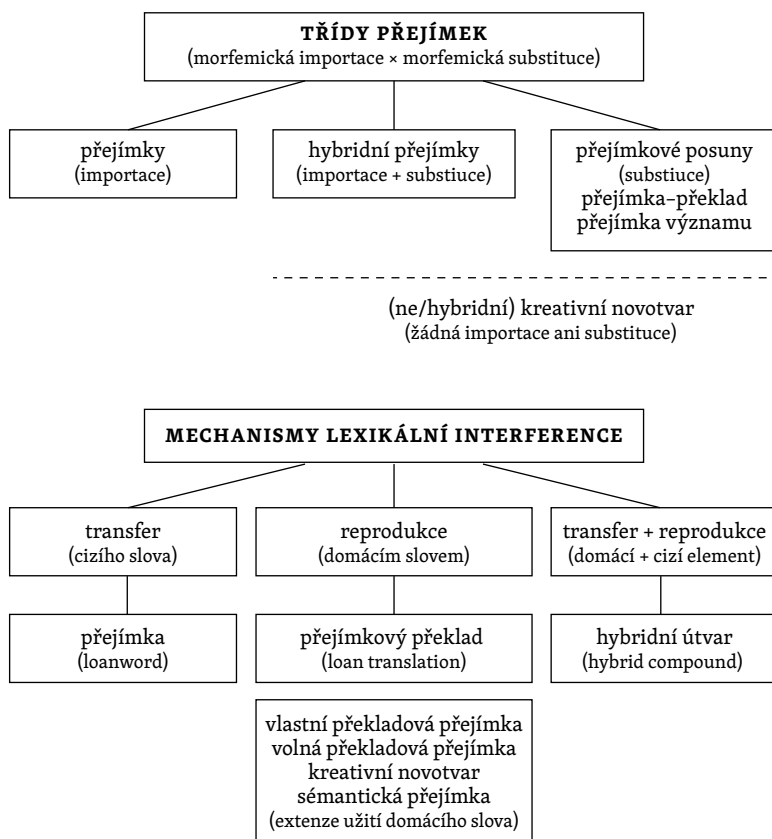 TŘÍDY PŘEJÍMEK
(morfemická importace × morfemická substituce)
přejímky
(importace)
hybridní přejímky
(importace + substiuce)
přejímkové posuny
(substiuce)
přejímka–překlad
přejímka významu
(ne/hybridní) kreativní novotvar
(žádná importace ani substituce)
MECHANISMY LEXIKÁLNÍ INTERFERENCE
transfer
(cizího slova)
reprodukce
(domácím slovem)
transfer + reprodukce
(domácí + cizí element)
přejímka
(loanword)
přejímkový překlad
(loan translation)
hybridní útvar
(hybrid compound)
vlastní překladová přejímka
volná překladová přejímka
kreativní novotvar
sémantická přejímka
(extenze užití domácího slova)